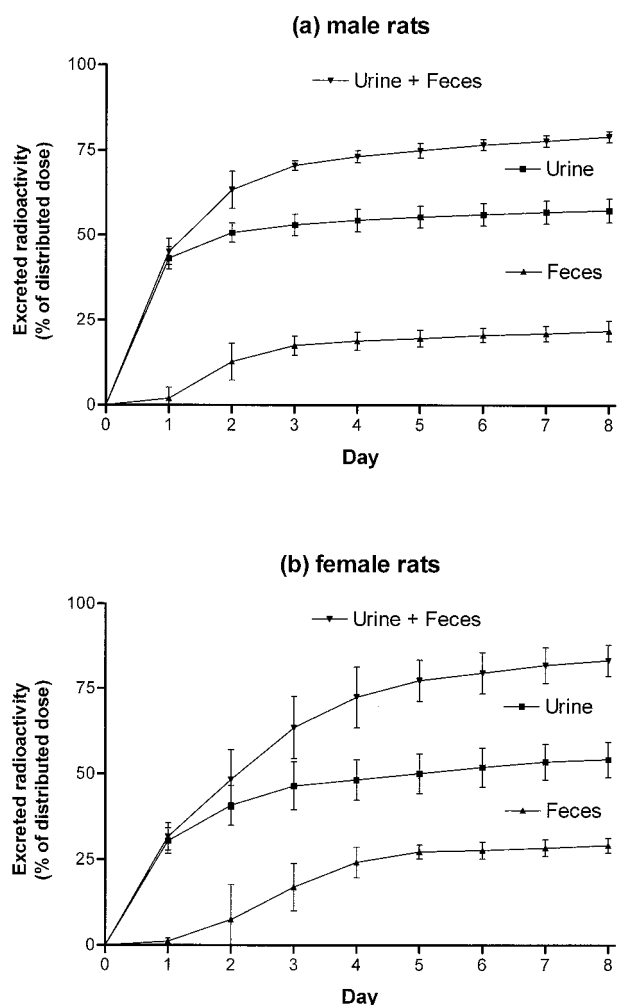 (a) male rats
Excreted radioactivity
(% of distributed dose)
100
75
50
25
0
Urine + Feces
Urine
Feces
0 1 2 3 4 5 6 7 8
Day
(b) female rats
Excreted radioactivity
(% of distributed dose)
100
75
50
25
0
Urine + Feces
Urine
Feces
0 1 2 3 4 5 6 7 8
Day